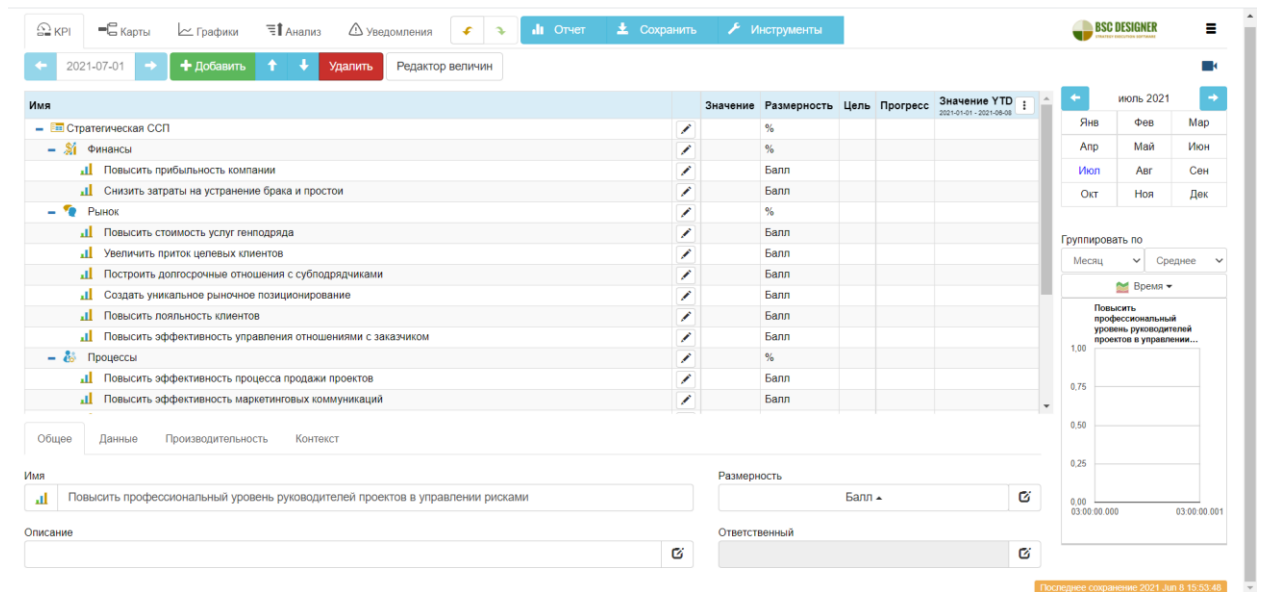 KPI Карты Графики Анализ Уведомления Отчет Сохранить Инструменты BSC DESIGNER
STRATEGY EXECUTION SOFTWARE
2021-07-01 Добавить Удалить Редактор величин
Имя Значение Размерность Цель Прогресс Значение YTD
2021-01-01 - 2021-06-08
Стратегическая ССП %
Финансы %
Повысить прибыльность компании Балл
Снизить затраты на устранение брака и простои Балл
Рынок %
Повысить стоимость услуг генподряда Балл
Увеличить приток целевых клиентов Балл
Построить долгосрочные отношения с субподрядчиками Балл
Создать уникальное рыночное позиционирование Балл
Повысить лояльность клиентов Балл
Повысить эффективность управления отношениями с заказчиком Балл
Процессы %
Повысить эффективность процесса продажи проектов Балл
Повысить эффективность маркетинговых коммуникаций Балл
июль 2021
Янв Фев Мар
Апр Май Июн
Июл Авг Сен
Окт Ноя Дек
Группировать по
Месяц Среднее
Время
Повысить
профессиональный
уровень руководителей
проектов в управлении...
1,00
0,75
0,50
0,25
0,00
03:00:00.000 03:00:00.001
Общее Данные Производительность Контекст
Имя Размерность
Повысить профессиональный уровень руководителей проектов в управлении рисками Балл
Описание Ответственный
Последнее сохранение 2021 Jun 8 15:53:46